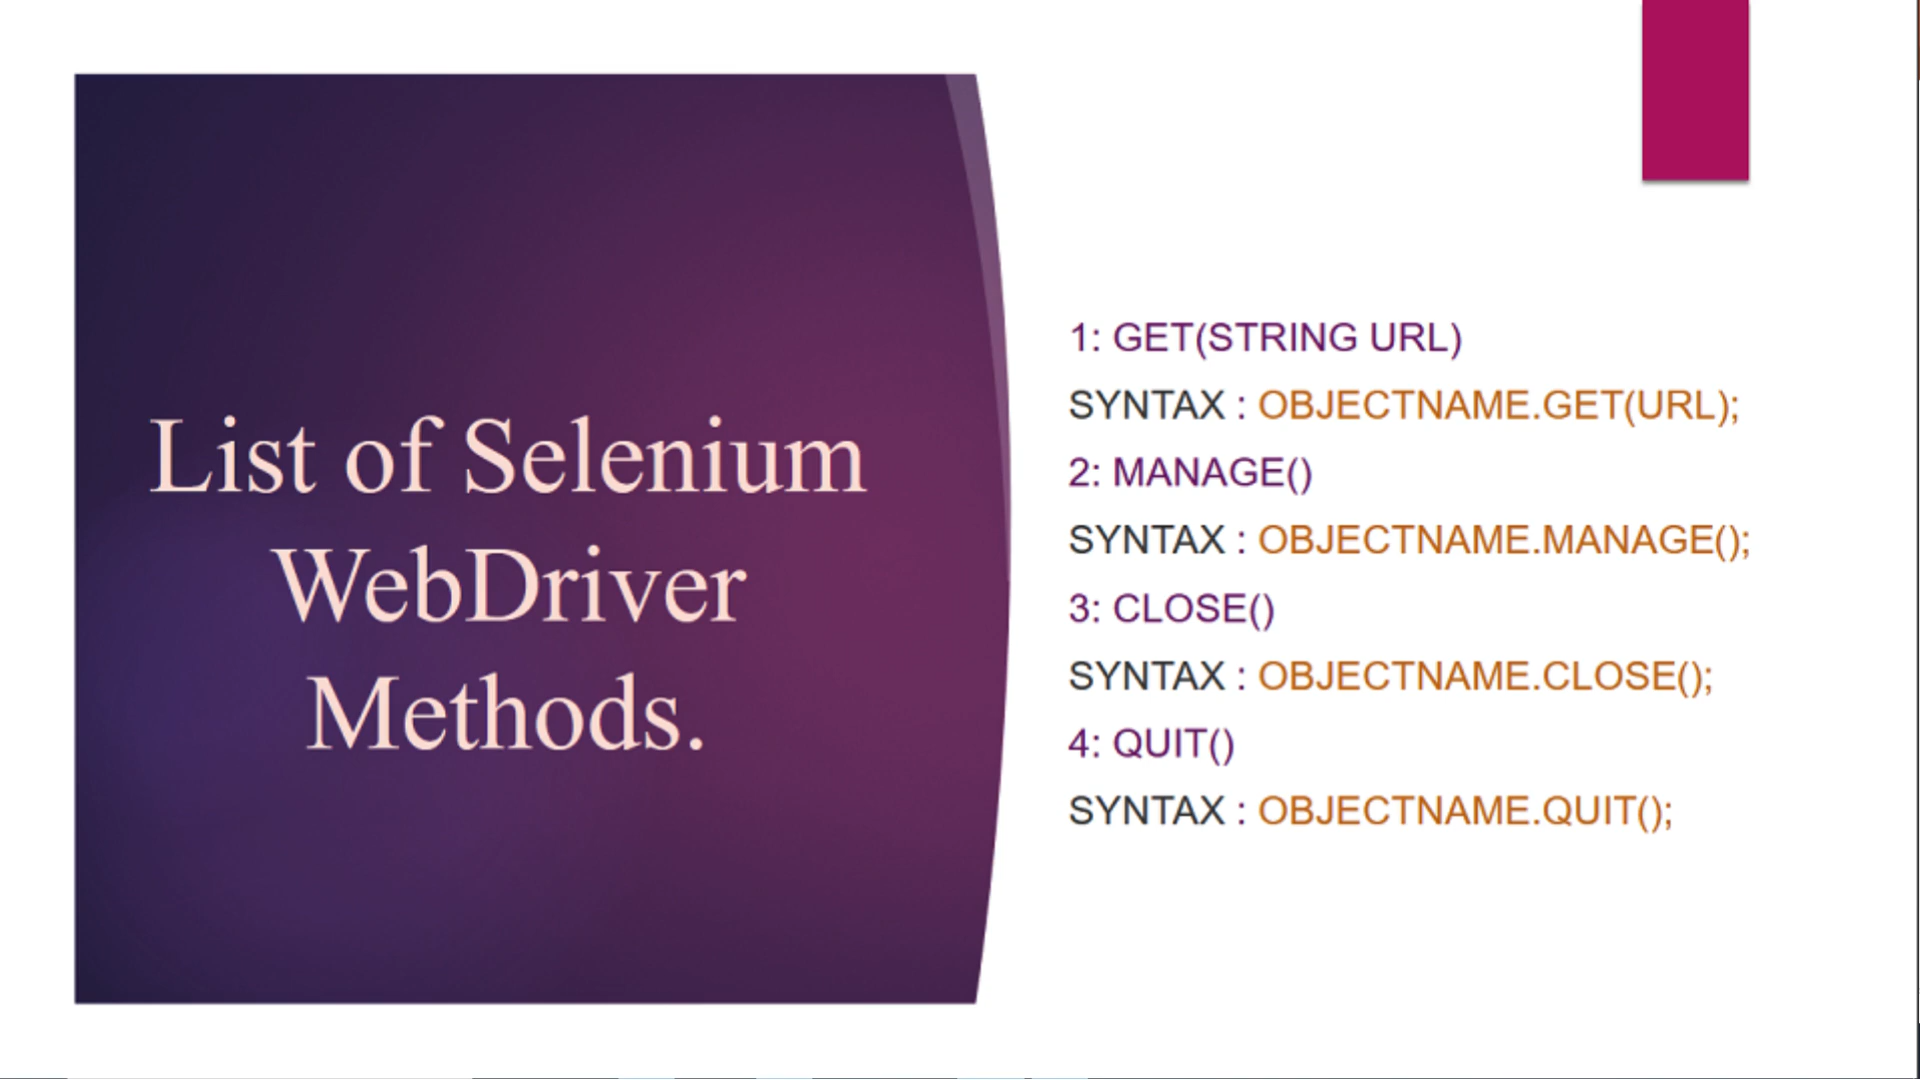 List of Selenium
WebDriver
Methods.
1: GET(STRING URL)
SYNTAX : OBJECTNAME.GET(URL);
2: MANAGE()
SYNTAX : OBJECTNAME.MANAGE();
3: CLOSE()
SYNTAX : OBJECTNAME.CLOSE();
4: QUIT()
SYNTAX : OBJECTNAME.QUIT();